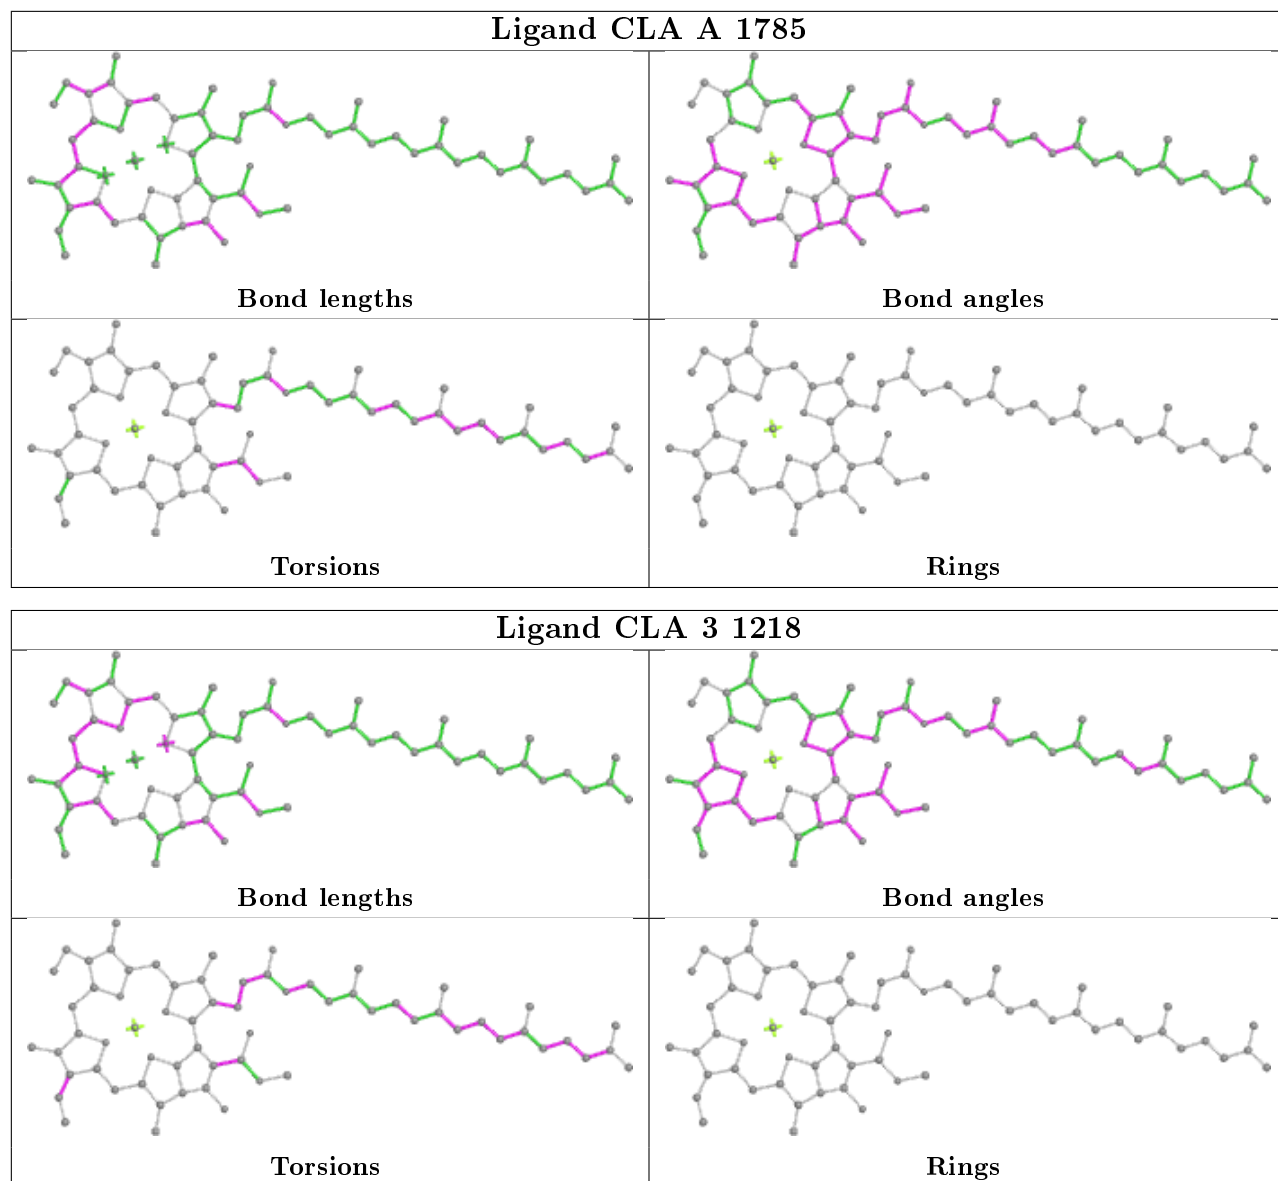 Ligand CLA A 1785
Bond lengths
Bond angles
Torsions
Rings
Ligand CLA 3 1218
Bond lengths
Bond angles
Torsions
Rings